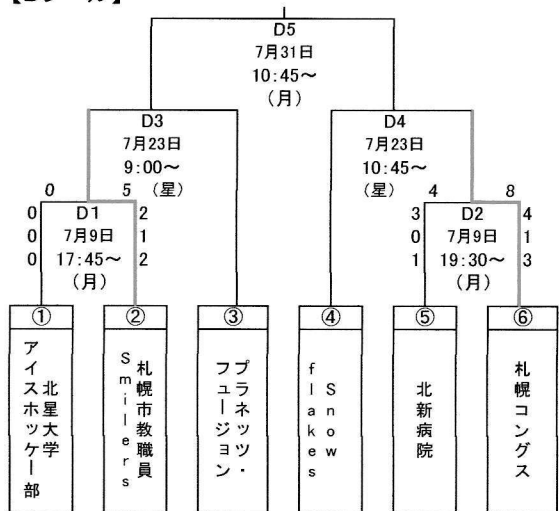 D5
7月31日
10:45～
(月)
D3
7月23日
9:00～
(星)
D4
7月23日
10:45～
(星)
0 5
4 8
0 D1 2
0 7月9日 1
0 17:45～ 2
(月)
3 D2 4
0 7月9日 1
1 19:30～ 3
(月)
① ② ③ ④ ⑤ ⑥
北星大学
アイスホッケー部
札幌市教職員
Smilers
プラネッツ・
フュージョン
Snow
flakes
北新病院
札幌コングス